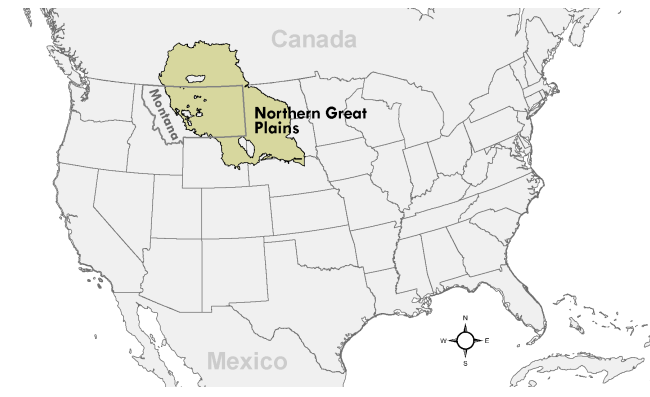 Canada
Montana
Northern Great
Plains
N
W
E
S
Mexico